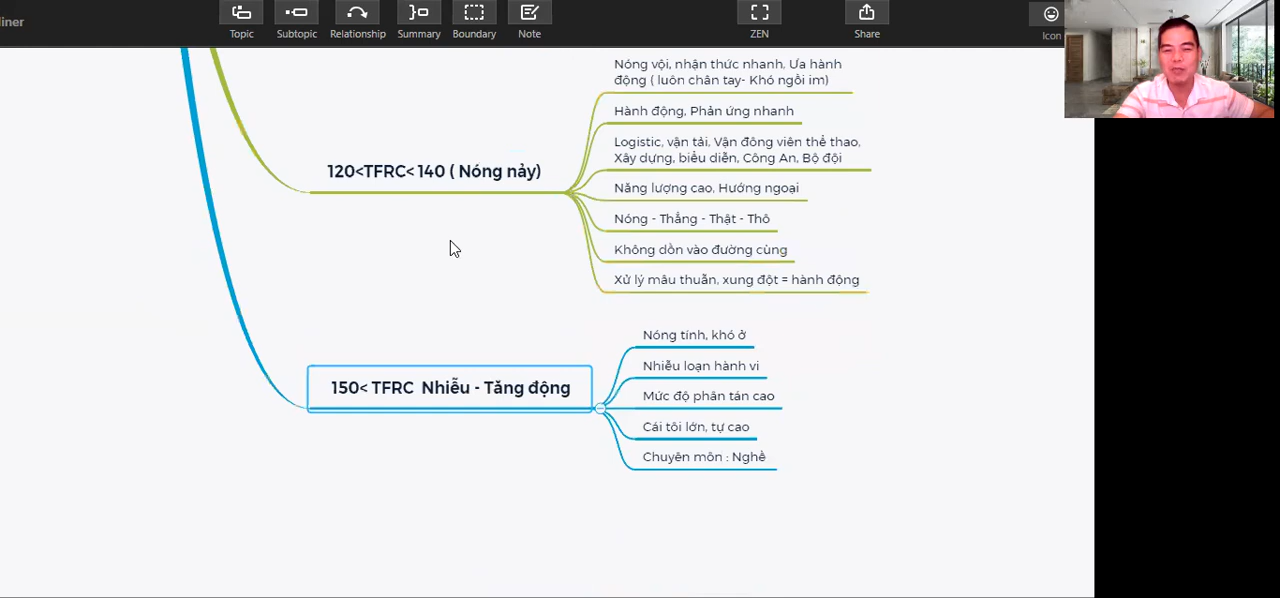 liner
Topic
Subtopic
Relationship
Summary
Boundary
Note
ZEN
Share
Icon
Nóng vội, nhận thức nhanh, Ưa hành
động ( luôn chân tay- Khó ngồi im)
Hành động, Phản ứng nhanh
Logistic, vận tải, Vận đông viên thể thao,
Xây dựng, biểu diễn, Công An, Bộ đội
120<TFRC< 140 ( Nóng nảy)
Năng lượng cao, Hướng ngoại
Nóng - Thẳng - Thật - Thô
Không dồn vào đường cùng
Xử lý mâu thuẫn, xung đột = hành động
Nóng tính, khó ở
Nhiễu loạn hành vi
150< TFRC Nhiễu - Tăng động
Mức độ phân tán cao
Cái tôi lớn, tự cao
Chuyên môn : Nghề